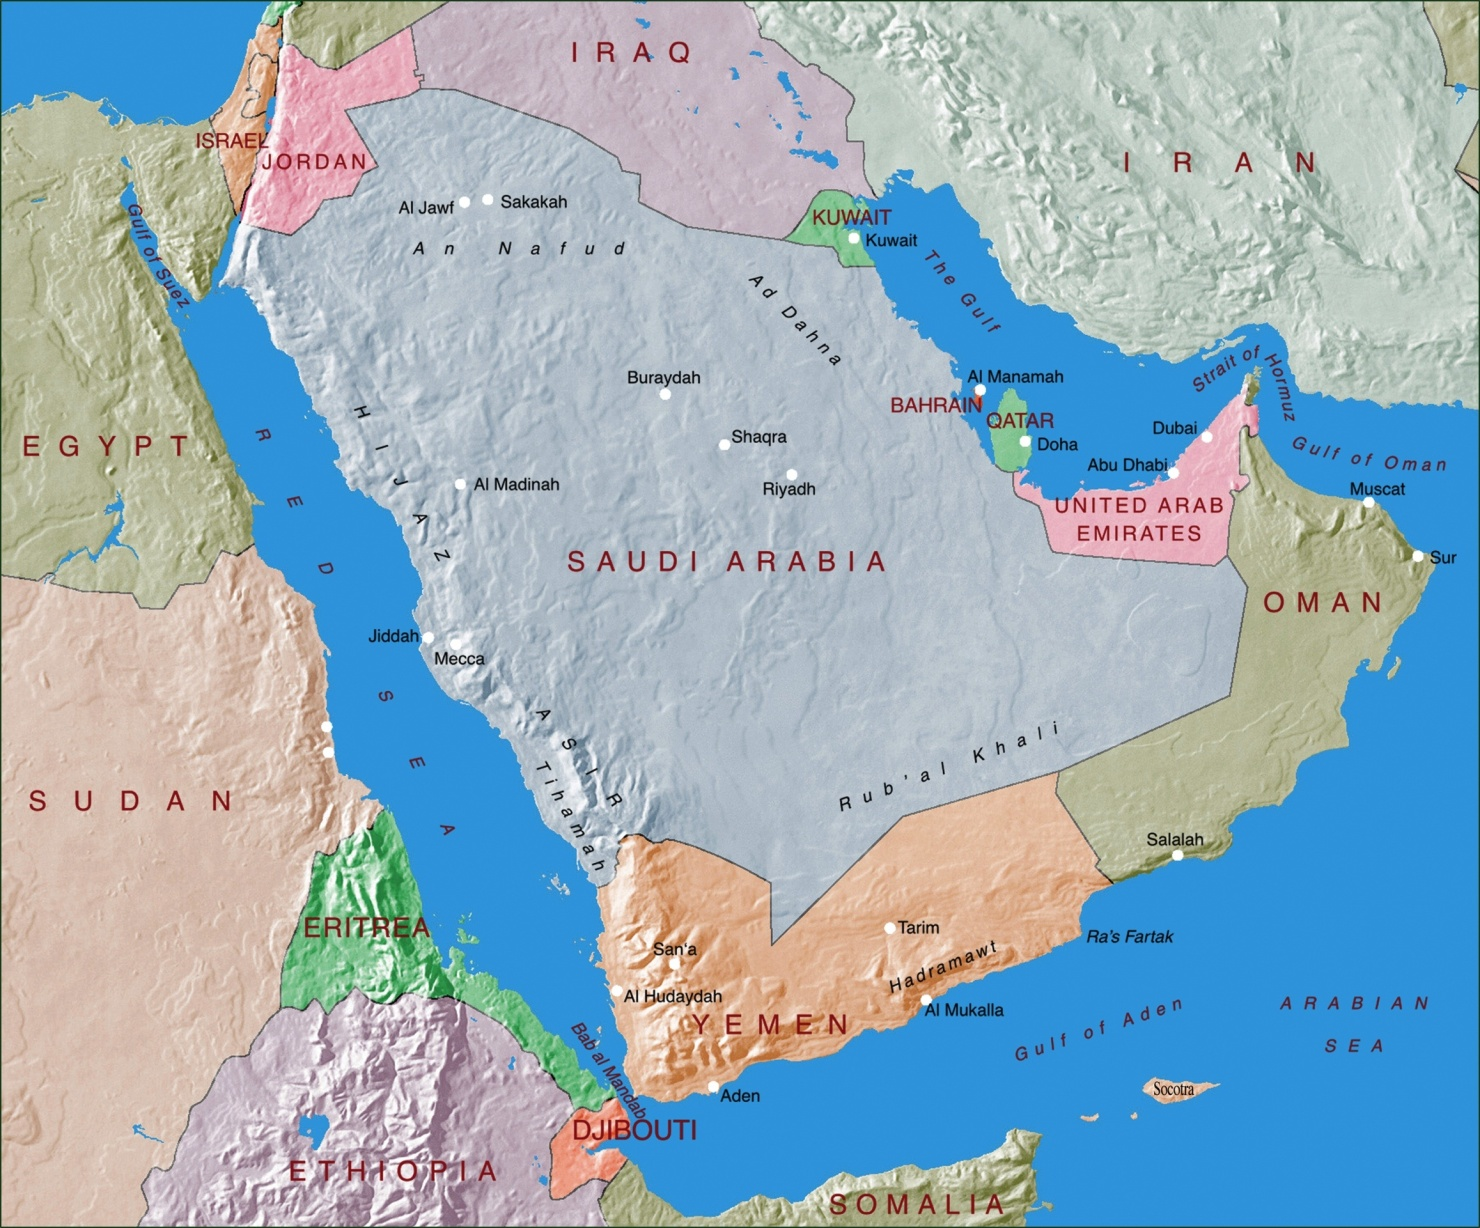 IRAQ
ISRAEL
JORDAN
IRAN
Al Jawf
Sakakah
An Nafud
KUWAIT
Kuwait
Gulf of Suez
The Gulf
Ad Dahna
Strait of Hormuz
Buraydah
Al Manamah
BAHRAIN
QATAR
HIJAZ
EGYPT
Shaqra
Doha
Dubai
Gulf of Oman
Abu Dhabi
Al Madinah
Riyadh
Muscat
UNITED ARAB
EMIRATES
SAUDI ARABIA
Sur
OMAN
RED SEA
Jiddah
Mecca
ASIR
Tihamah
Rub'al Khali
SUDAN
Salalah
ERITREA
Tarim
Ra's Fartak
San'a
Hadramawt
Al Hudaydah
Al Mukalla
YEMEN
Gulf of Aden
ARABIAN
SEA
Bab al Mandab
Aden
Socotra
DJIBOUTI
ETHIOPIA
SOMALIA